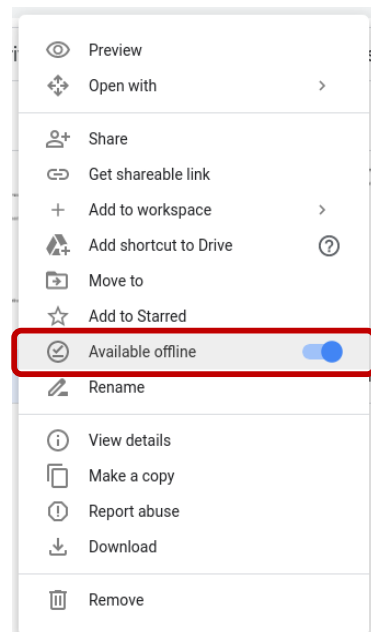 Preview
Open with
Share
Get shareable link
Add to workspace
Add shortcut to Drive
Move to
Add to Starred
Available offline
Rename
View details
Make a copy
Report abuse
Download
Remove